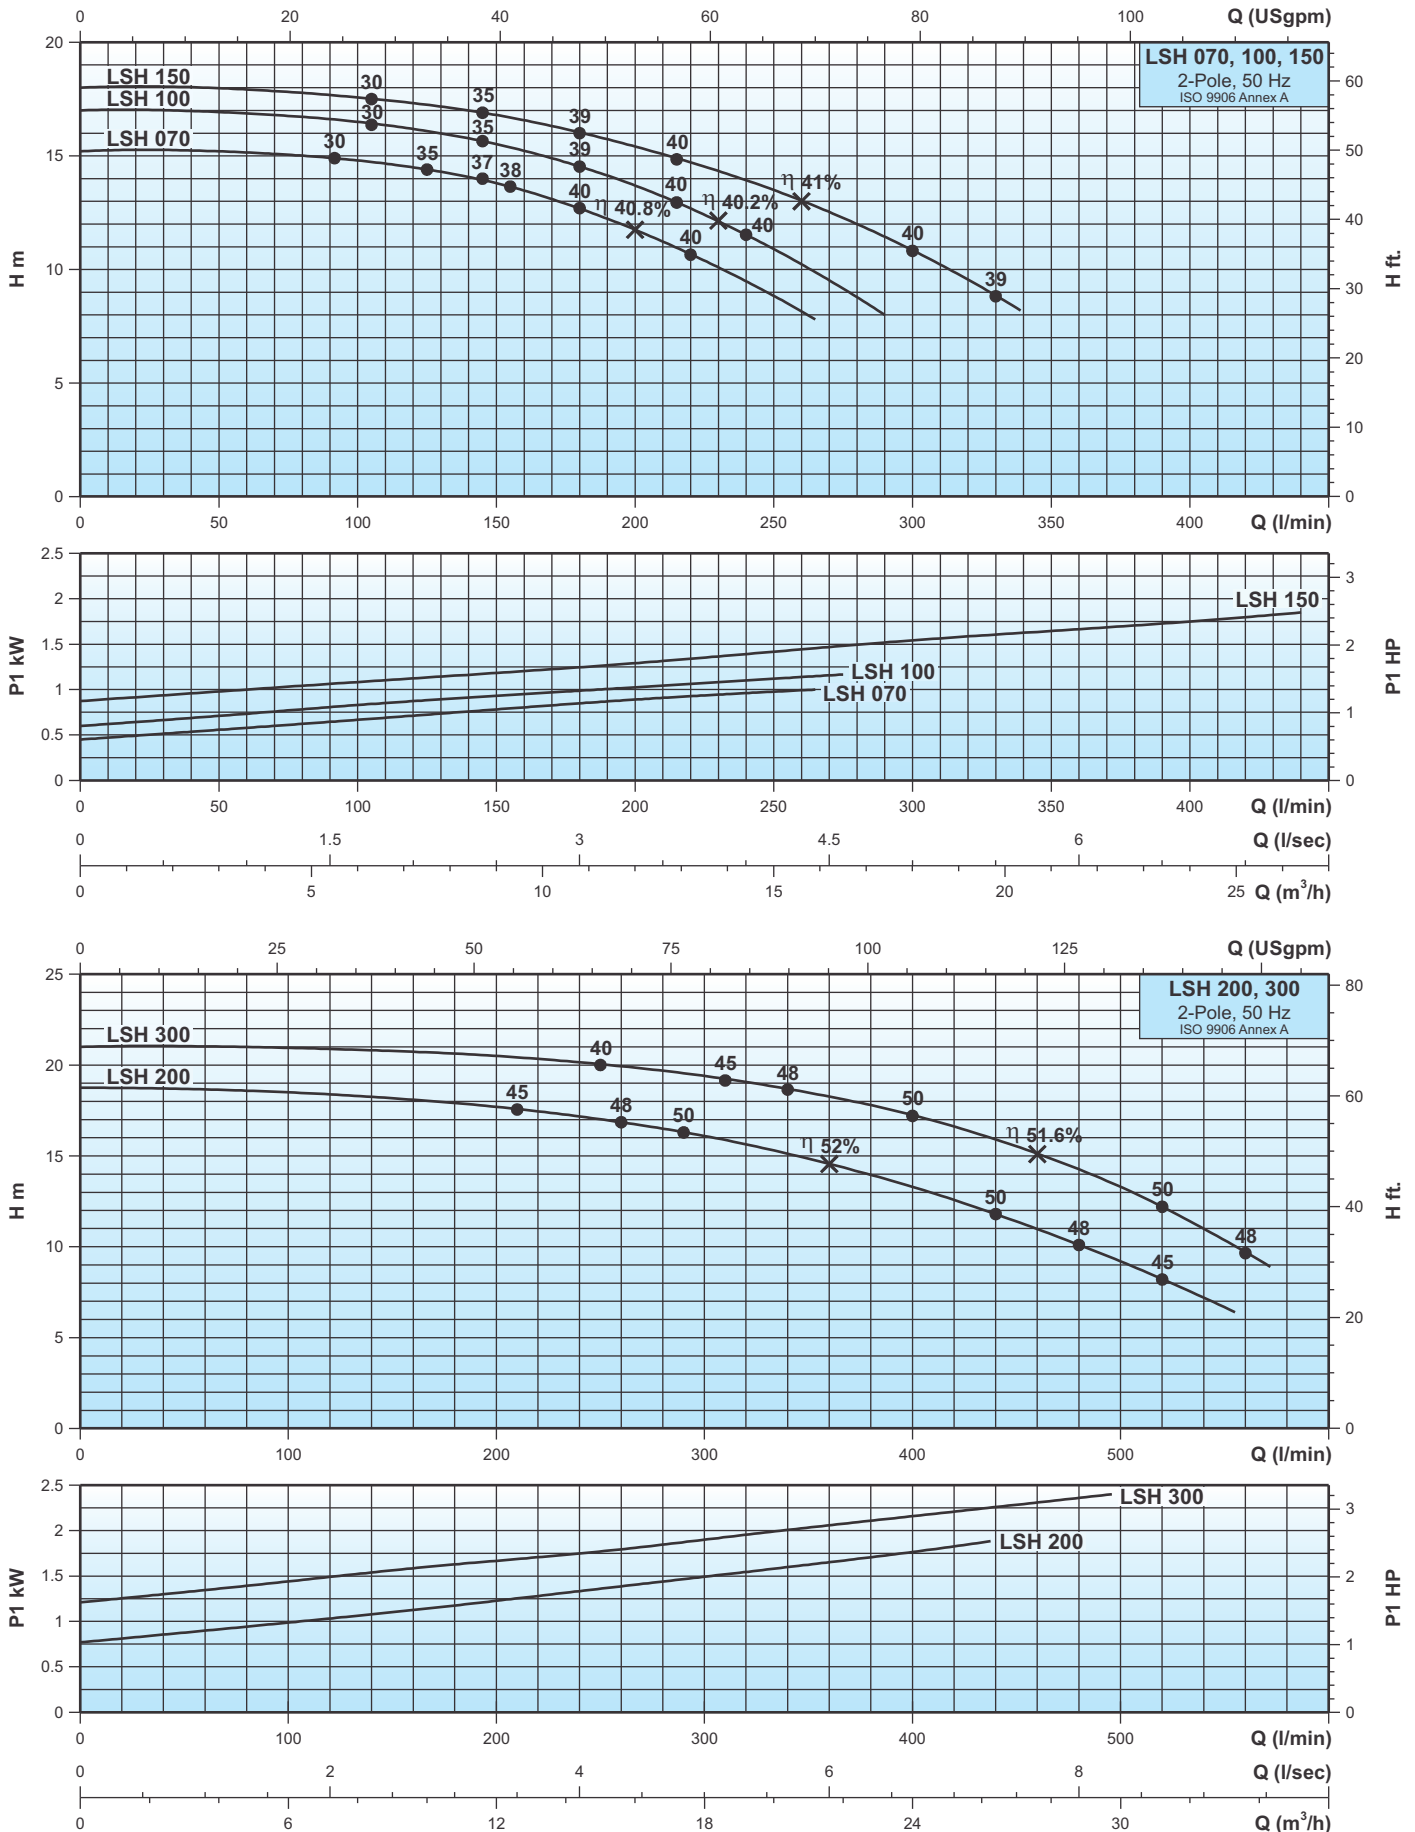 0 20 40 60 80 100 Q (USgpm)
20 LSH 070, 100, 150
2-Pole, 50 Hz
ISO 9906 Annex A
LSH 150 30 35 39 40 η 41% 40 39 60
LSH 100 30 35 39 40 η 40.2% 40
LSH 070 30 35 37 38 40 η 40.8% 40
15 50
40
H m 10 H ft.
30
20
5
10
0 0
0 50 100 150 200 250 300 350 400 Q (l/min)
2.5
3
2 LSH 150
P1 kW 1.5 2 P1 HP
LSH 100
1 LSH 070
1
0.5
0 0
0 50 100 150 200 250 300 350 400 Q (l/min)
0 1.5 3 4.5 6 Q (l/sec)
0 5 10 15 20 25 Q (m³/h)
0 25 50 75 100 125 Q (USgpm)
25 80
LSH 200, 300
2-Pole, 50 Hz
ISO 9906 Annex A
LSH 300 40 45 48 50 η 51.6% 50 48
20
LSH 200 45 48 50 η 52% 50 48 45
60
15
H m 40 H ft.
10
5 20
0 0
0 100 200 300 400 500 Q (l/min)
2.5
LSH 300
3
2
LSH 200
P1 kW 1.5 2 P1 HP
1 1
0.5
0 0
0 100 200 300 400 500 Q (l/min)
0 2 4 6 8 Q (l/sec)
0 6 12 18 24 30 Q (m³/h)